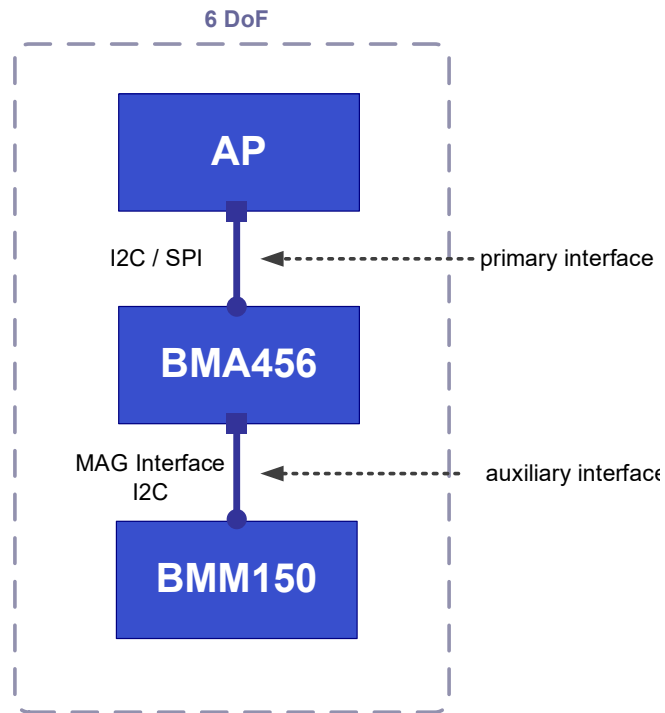 6 DoF
AP
I2C / SPI
primary interface
BMA456
MAG Interface
I2C
auxiliary interface
BMM150